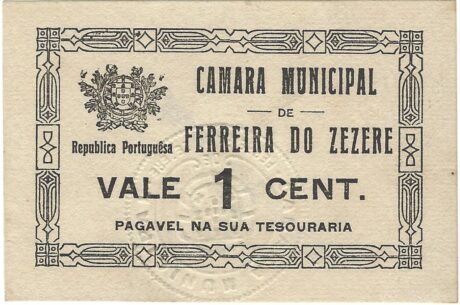 CAMARA MUNICIPAL
DE
FERREIRA DO ZEZERE
Republica Portuguêsa
VALE 1 CENT.
PAGAVEL NA SUA TESOURARIA